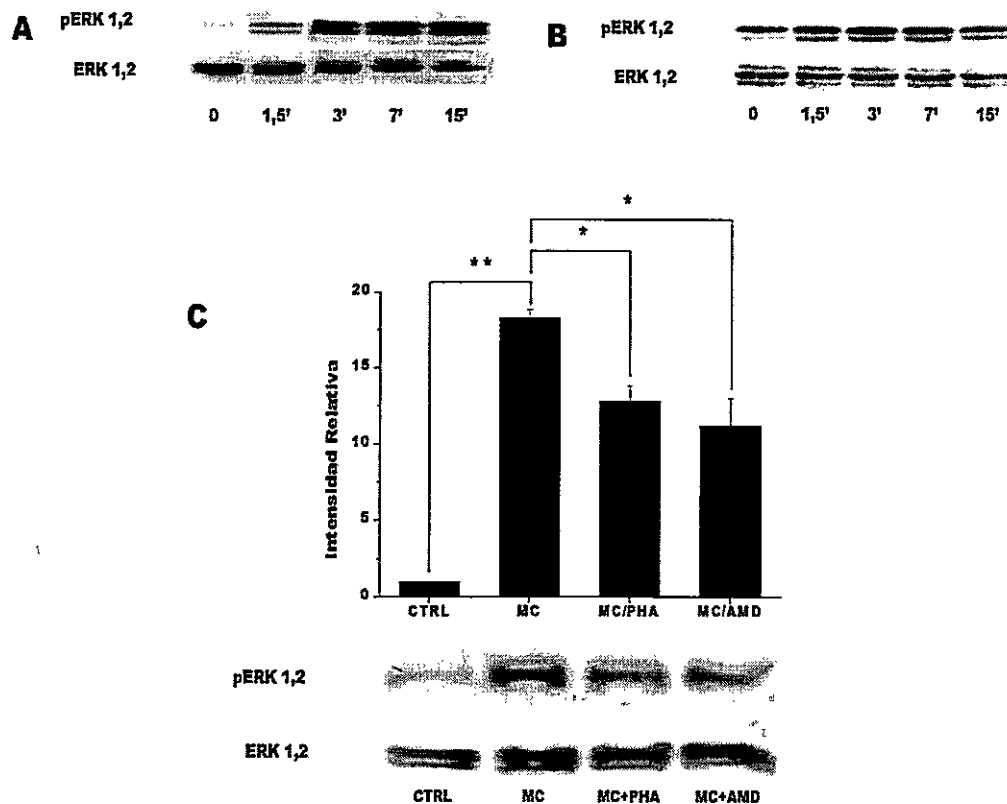 A
pERK 1,2
ERK 1,2
0 1,5' 3' 7' 15'
B
pERK 1,2
ERK 1,2
0 1,5' 3' 7' 15'
C
*
*
**
Intensidad Relativa
20
15
10
5
0
CTRL MC MC/PHA MC/AMD
pERK 1,2
ERK 1,2
CTRL MC MC+PHA MC+AMD